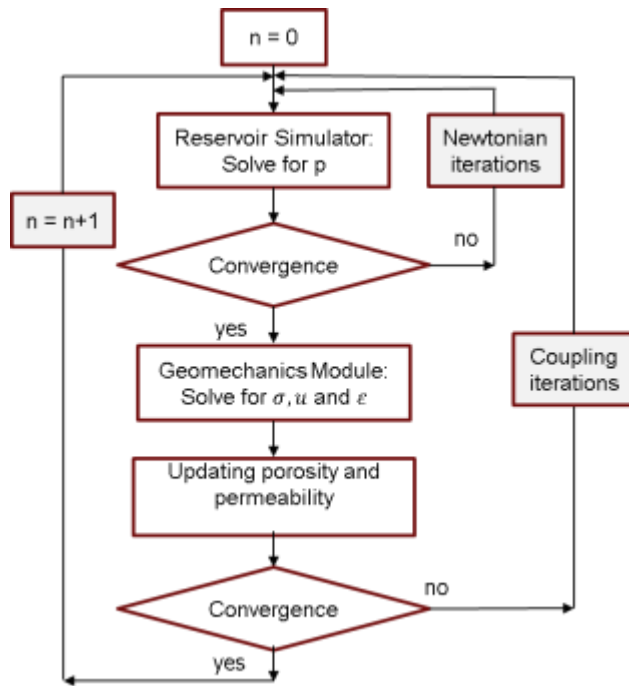 n = 0
Reservoir Simulator:
Solve for p
Newtonian
iterations
n = n+1
Convergence
no
yes
Geomechanics Module:
Solve for σ, u and ε
Coupling
iterations
Updating porosity and
permeability
Convergence
no
yes